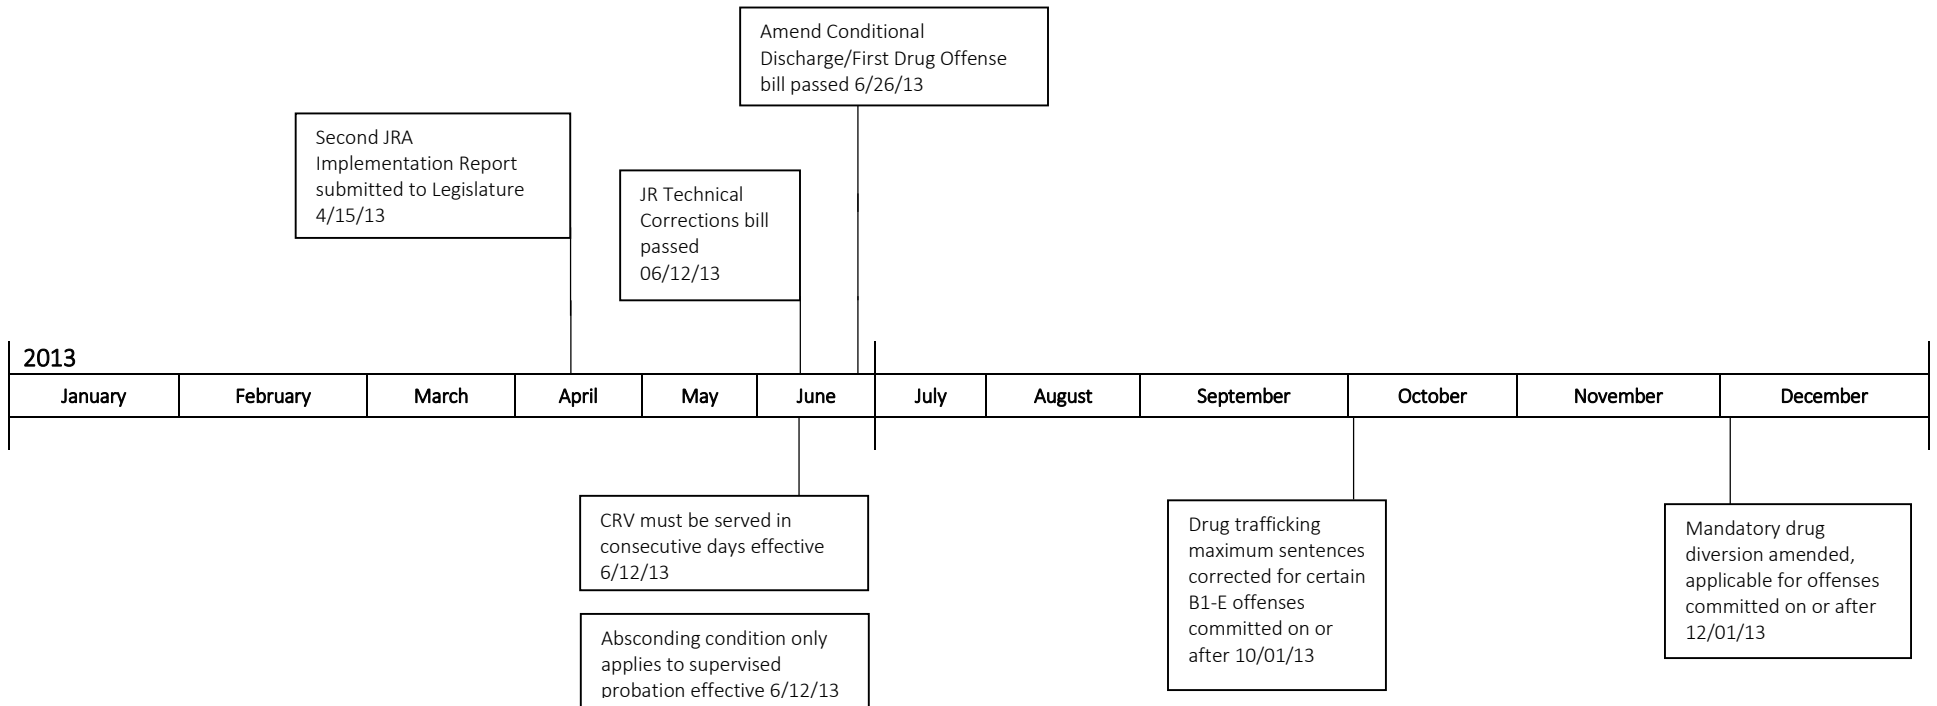 Amend Conditional
Discharge/First Drug Offense
bill passed 6/26/13
Second JRA
Implementation Report
submitted to Legislature
4/15/13
JR Technical
Corrections bill
passed
06/12/13
2013
January
February
March
April
May
June
July
August
September
October
November
December
CRV must be served in
consecutive days effective
6/12/13
Absconding condition only
applies to supervised
probation effective 6/12/13
Drug trafficking
maximum sentences
corrected for certain
B1-E offenses
committed on or
after 10/01/13
Mandatory drug
diversion amended,
applicable for offenses
committed on or after
12/01/13